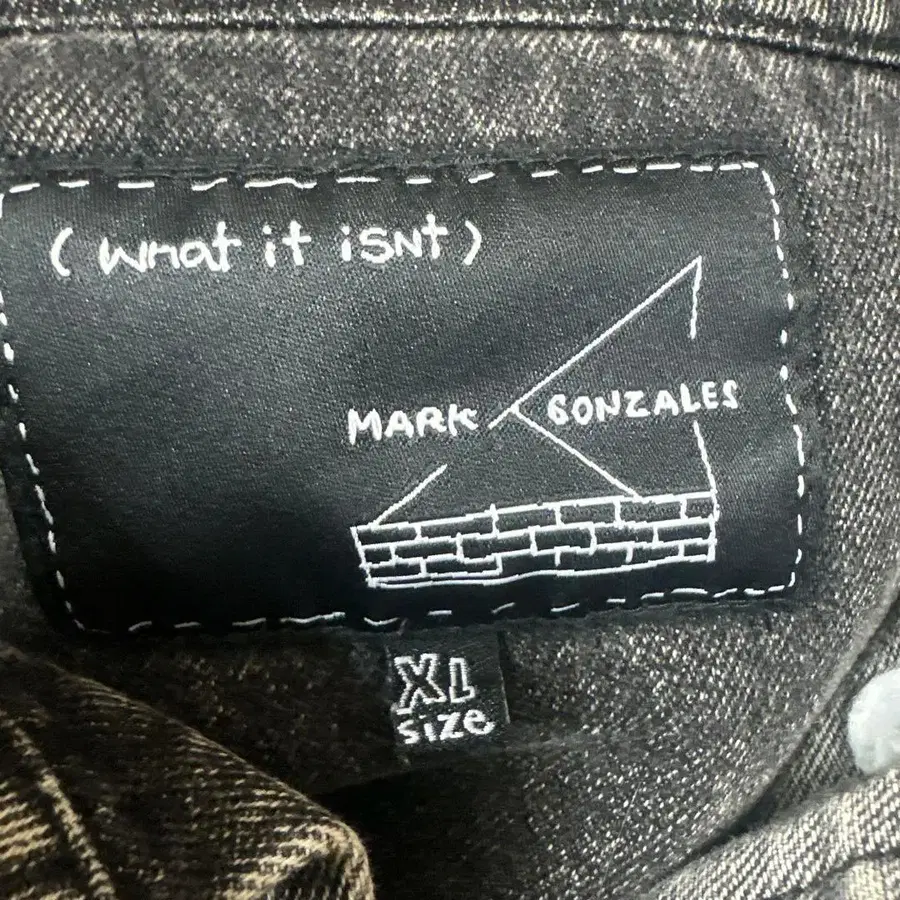 (what it isnt)
MARK GONZALES
XL
size